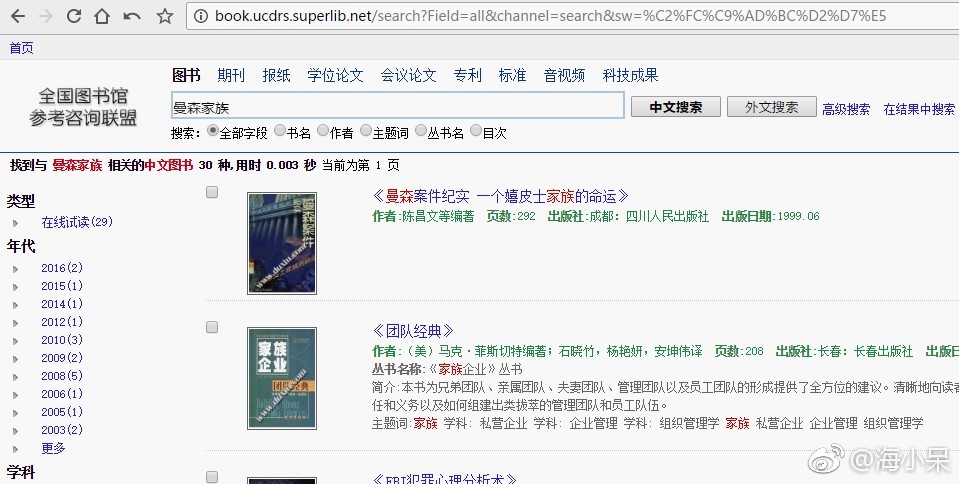 book.ucdrs.superlib.net/search?Field=all&channel=search&sw=%C2%FC%C9%AD%BC%D2%D7%E5
首页
全国图书馆
参考咨询联盟
图书 期刊 报纸 学位论文 会议论文 专利 标准 音视频 科技成果
曼森家族 中文搜索 外文搜索 高级搜索 在结果中搜索
搜索: 全部字段 书名 作者 主题词 丛书名 目次
找到与 曼森家族 相关的中文图书 30 种,用时 0.003 秒 当前为第 1 页
类型
在线试读(29)
年代
2016(2)
2015(1)
2014(1)
2012(1)
2010(3)
2009(2)
2008(5)
2006(1)
2005(1)
2003(2)
更多
学科
曼森案件
www.duxiu.com
《曼森案件纪实 一个嬉皮士家族的命运》
作者:陈昌文等编著 页数:292 出版社:成都：四川人民出版社 出版日期:1999.06
家族
企业
团队经典
www.duxiu.com
《团队经典》
作者:（美）马克·菲斯切特编著；石晓竹，杨艳妍，安坤伟译 页数:208 出版社:长春：长春出版社 出版日
丛书名称:《家族企业》丛书
简介:本书为兄弟团队、亲属团队、夫妻团队、管理团队以及员工团队的形成提供了全方位的建议。清晰地向读者
任和义务以及如何组建出类拔萃的管理团队和员工队伍。
主题词:家族 学科: 私营企业 学科: 企业管理 学科: 组织管理学 家族 私营企业 企业管理 组织管理学
《FBI犯罪心理分析术》
@海小呆